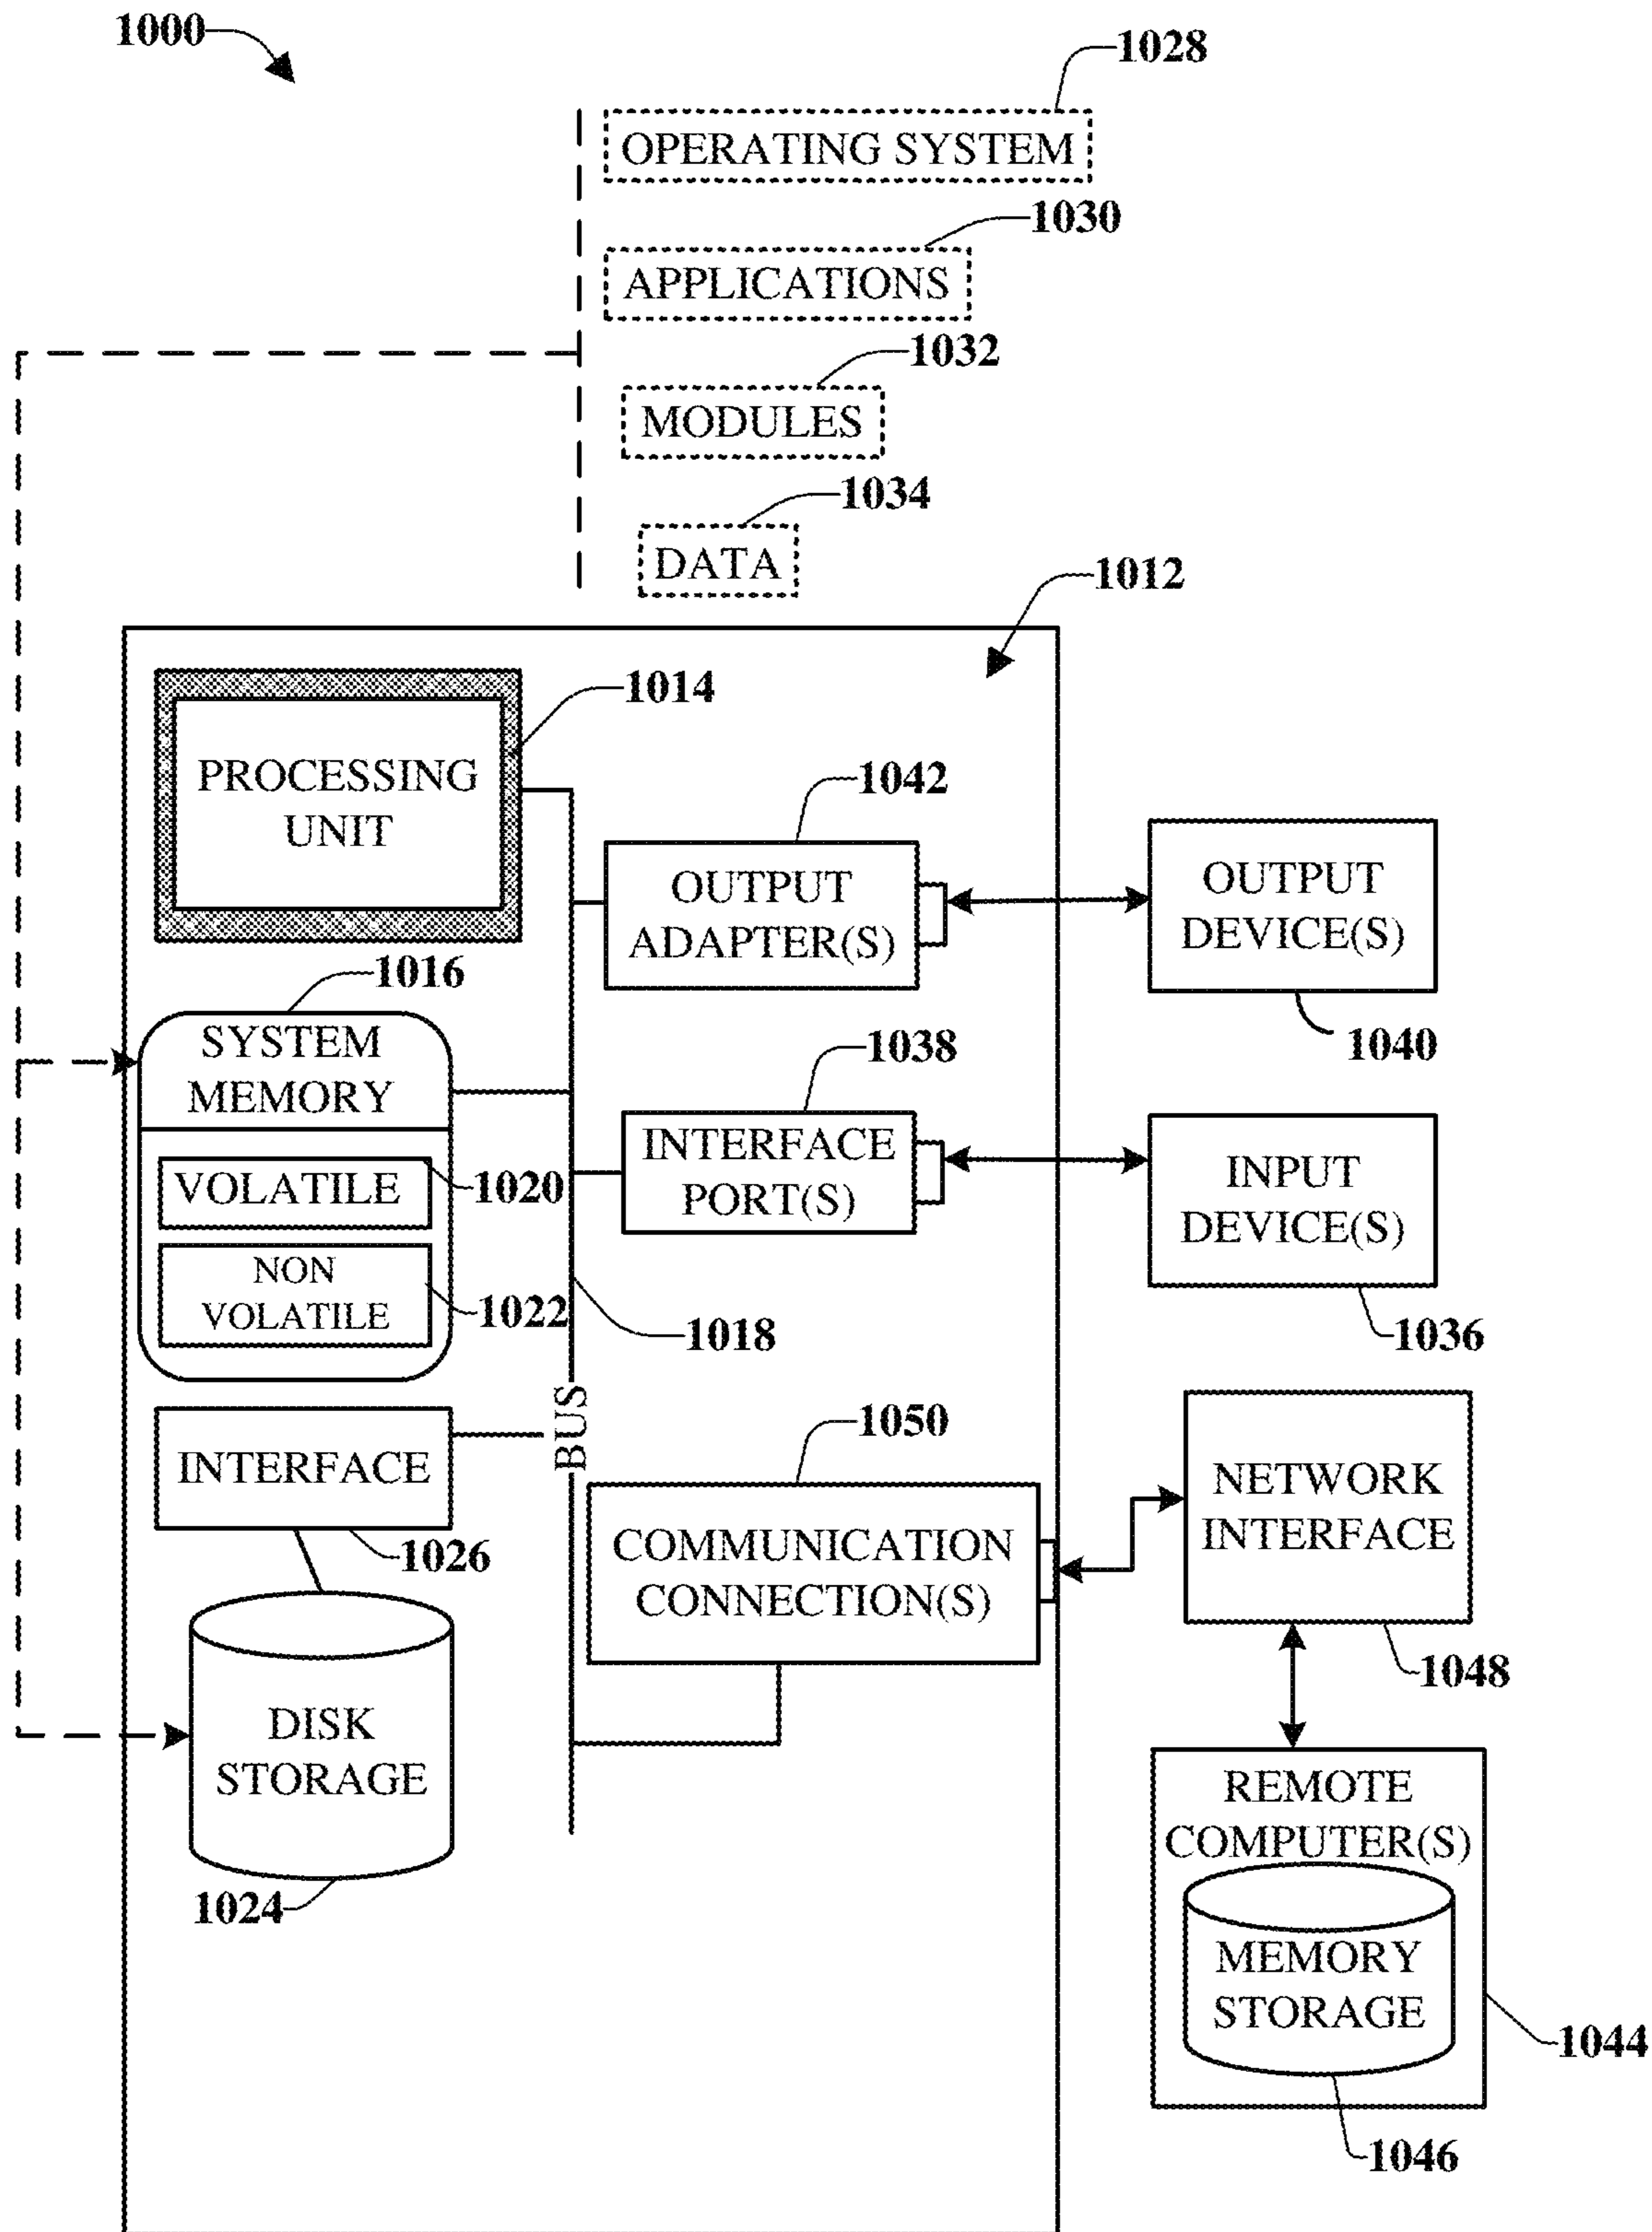 1000
1028
OPERATING SYSTEM
1030
APPLICATIONS
1032
MODULES
1034
DATA
1012
1014
PROCESSING
UNIT
1042
OUTPUT
ADAPTER(S)
OUTPUT
DEVICE(S)
1040
1016
SYSTEM
MEMORY
1038
INTERFACE
PORT(S)
INPUT
DEVICE(S)
1036
VOLATILE
1020
NON
VOLATILE
1022
1018
BUS
INTERFACE
1026
1050
COMMUNICATION
CONNECTION(S)
NETWORK
INTERFACE
1048
DISK
STORAGE
1024
REMOTE
COMPUTER(S)
MEMORY
STORAGE
1044
1046